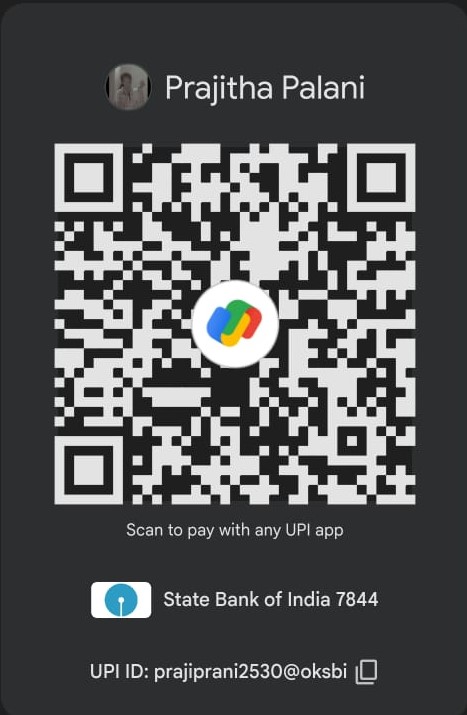 Prajitha Palani
Scan to pay with any UPI app
State Bank of India 7844
UPI ID: prajiprani2530@oksbi